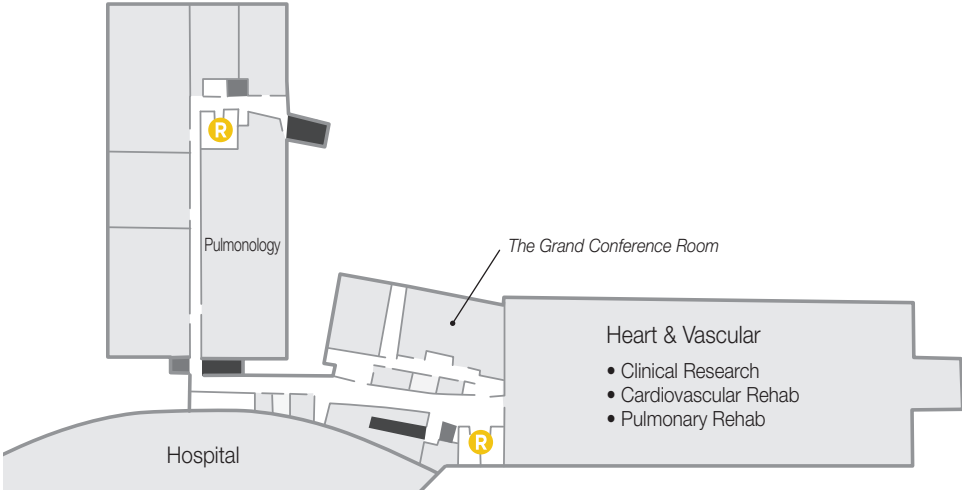 R
Pulmonology
The Grand Conference Room
Heart & Vascular
• Clinical Research
• Cardiovascular Rehab
• Pulmonary Rehab
R
Hospital